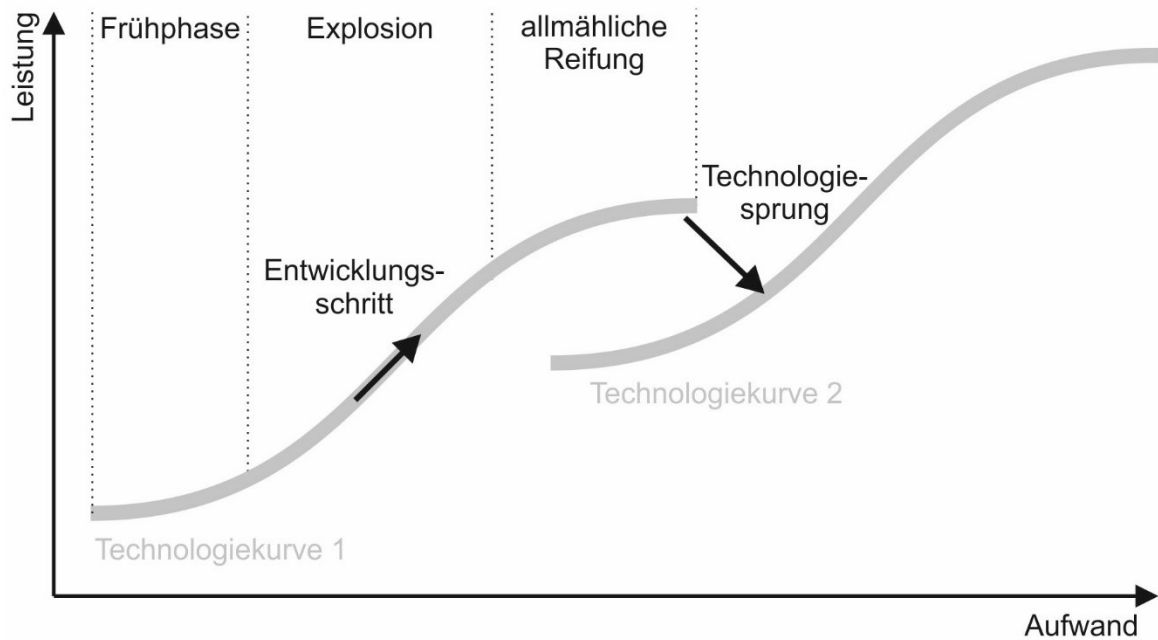 Leistung
Frühphase
Explosion
allmähliche
Reifung
Technologie-
sprung
Entwicklungs-
schritt
Technologiekurve 2
Technologiekurve 1
Aufwand